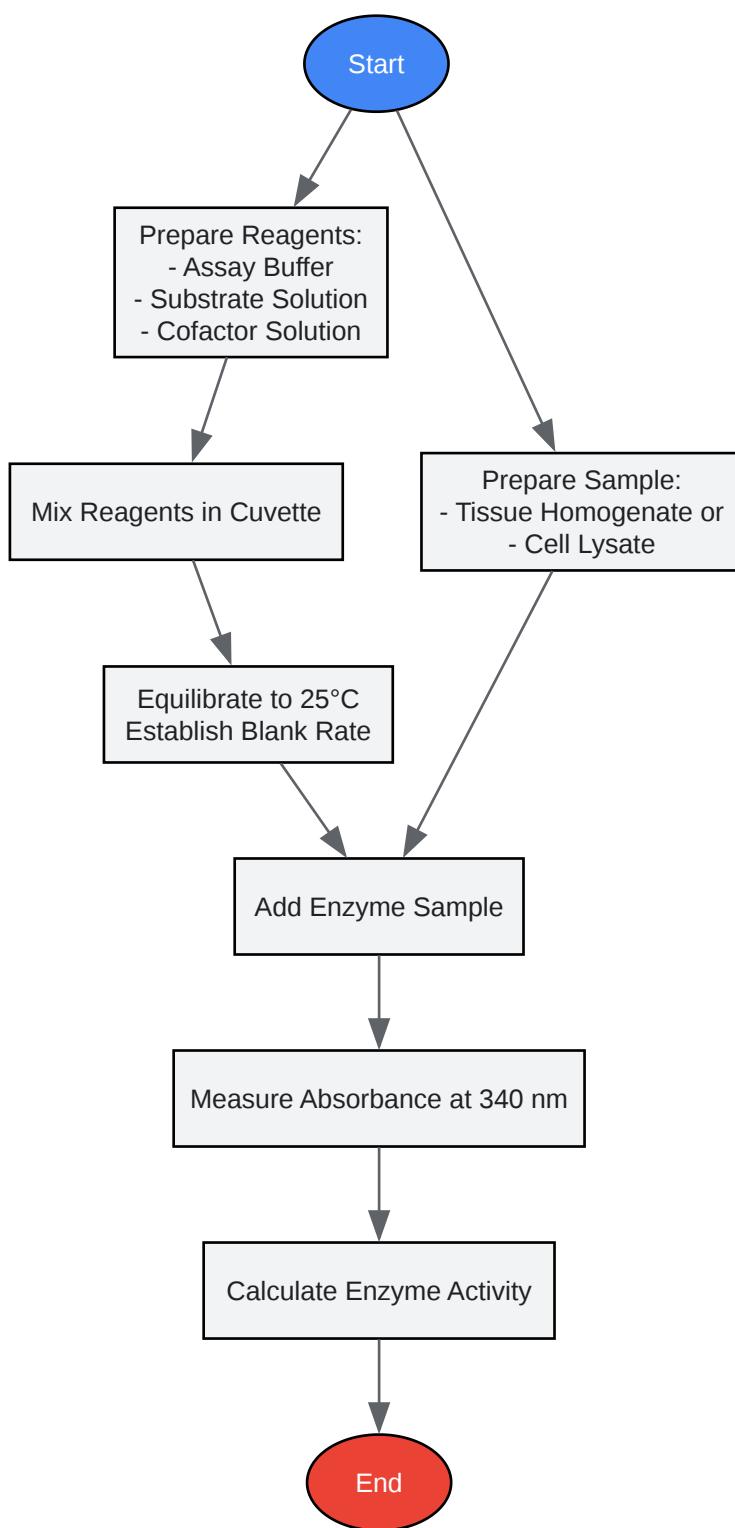 Start
Prepare Reagents:
- Assay Buffer
- Substrate Solution
- Cofactor Solution
Mix Reagents in Cuvette
Prepare Sample:
- Tissue Homogenate or
- Cell Lysate
Equilibrate to 25°C
Establish Blank Rate
Add Enzyme Sample
Measure Absorbance at 340 nm
Calculate Enzyme Activity
End